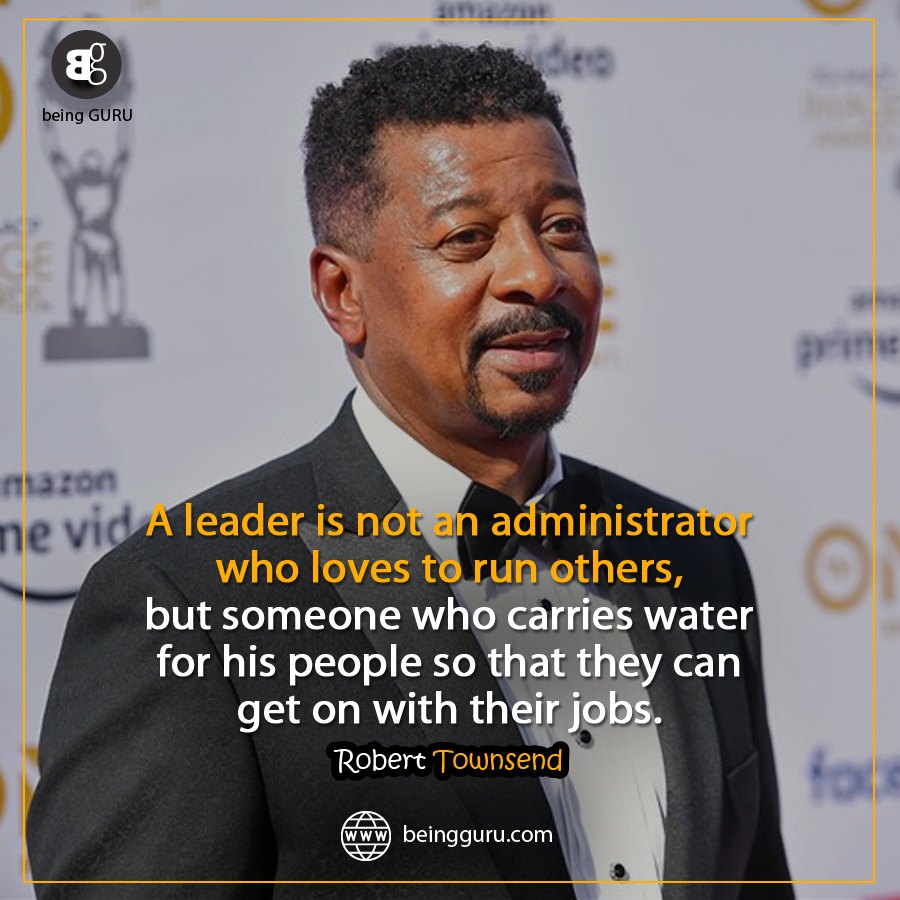 amazon
prime video
being GURU
amazon
prime
mazon
me vid
A leader is not an administrator
who loves to run others,
but someone who carries water
for his people so that they can
get on with their jobs.
Robert Townsend
www beingguru.com